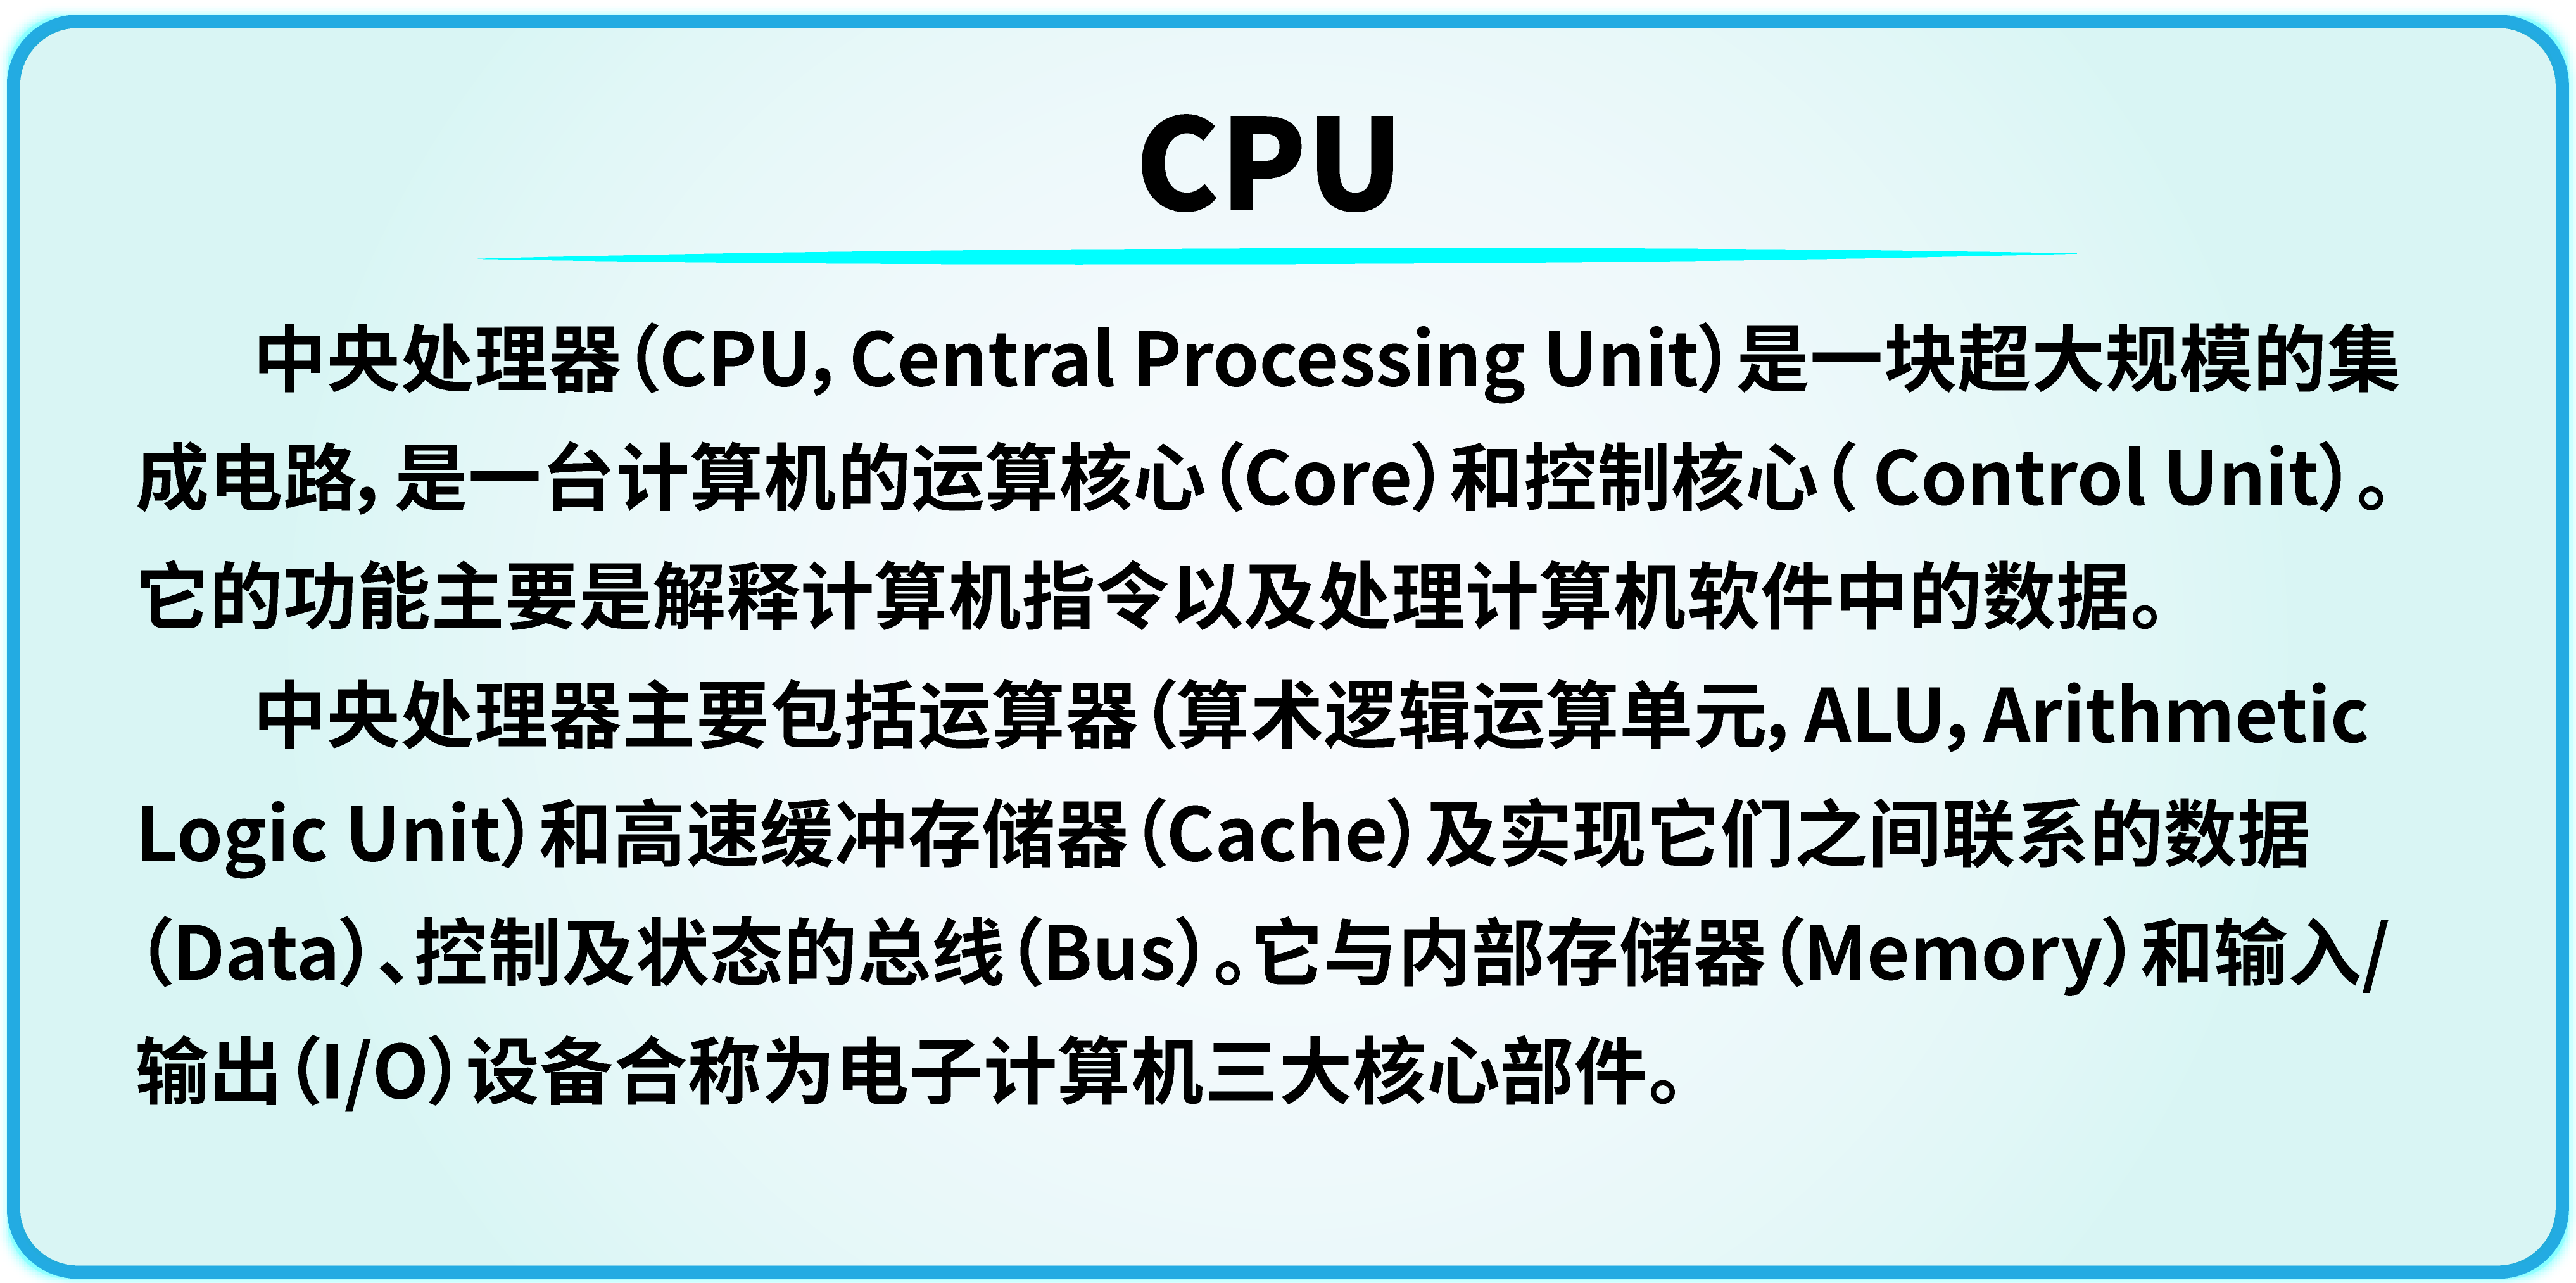 CPU
中央处理器（CPU，Central Processing Unit）是一块超大规模的集
成电路，是一台计算机的运算核心（Core）和控制核心（ Control Unit）。
它的功能主要是解释计算机指令以及处理计算机软件中的数据。
中央处理器主要包括运算器（算术逻辑运算单元，ALU，Arithmetic
Logic Unit）和高速缓冲存储器（Cache）及实现它们之间联系的数据
（Data）、控制及状态的总线（Bus）。它与内部存储器（Memory）和输入/
输出（I/O）设备合称为电子计算机三大核心部件。